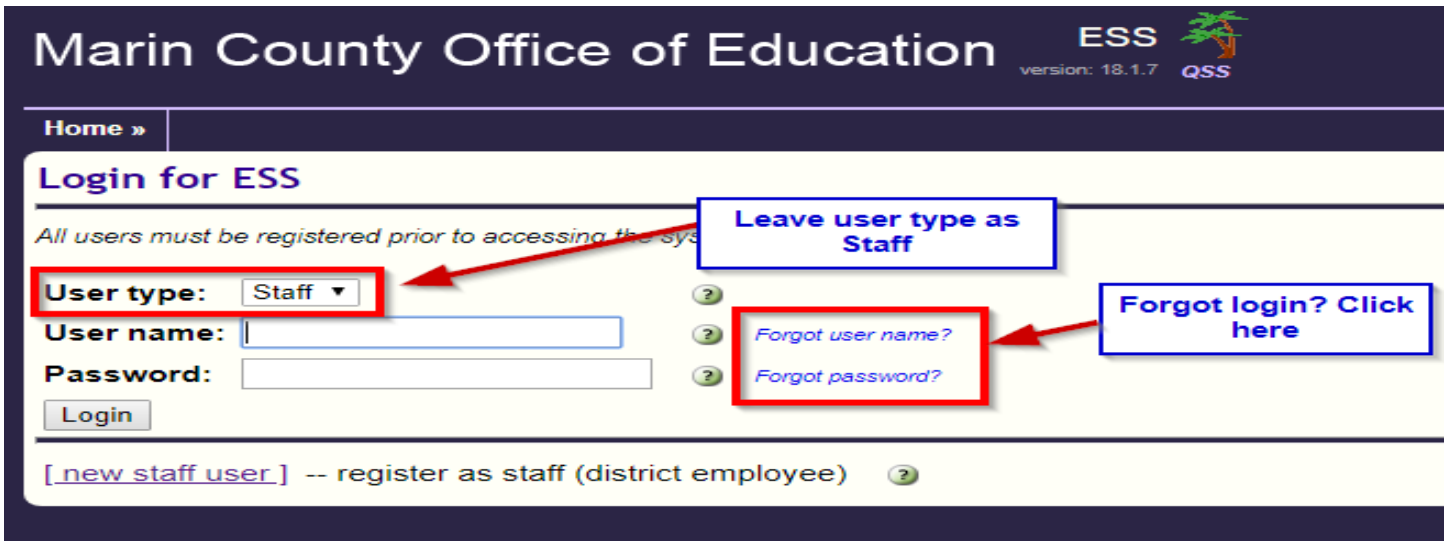 Marin County Office of Education
ESS
version: 18.1.7 QSS
Home »
Login for ESS
Leave user type as
Staff
All users must be registered prior to accessing the sys
User type: Staff ▼ ?
User name: ? Forgot user name?
Forgot login? Click
here
Password: ? Forgot password?
Login
[ new staff user ] -- register as staff (district employee) ?